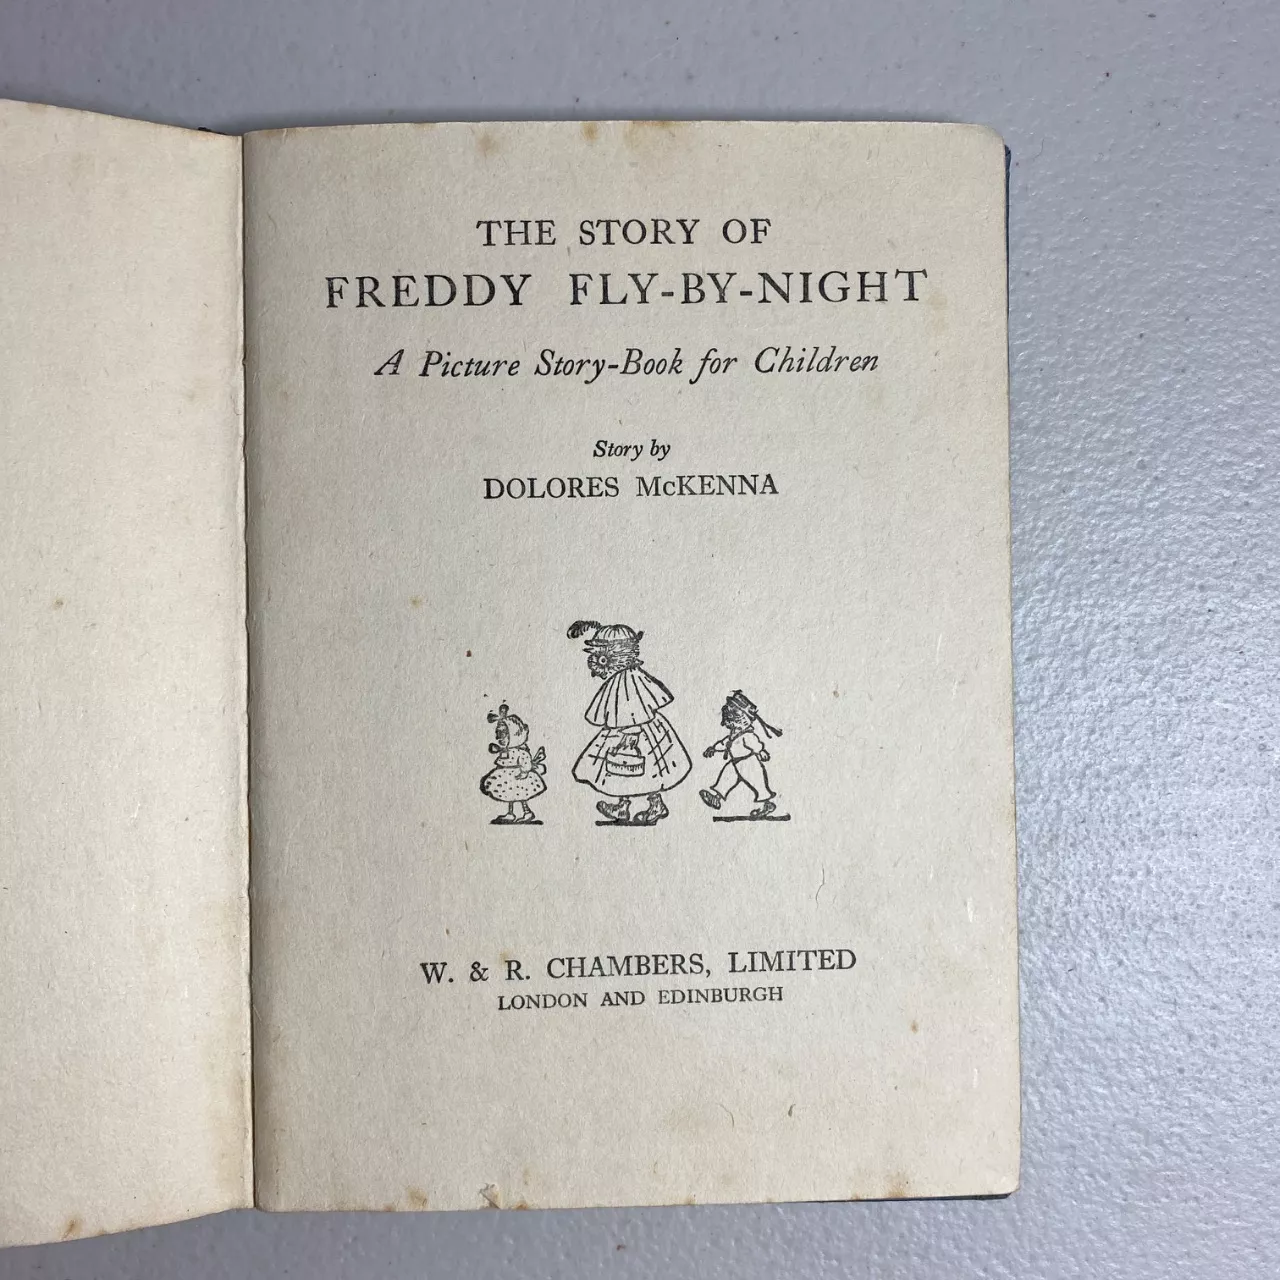 THE STORY OF
FREDDY FLY-BY-NIGHT
A Picture Story-Book for Children
Story by
DOLORES McKENNA
W. & R. CHAMBERS, LIMITED
LONDON AND EDINBURGH